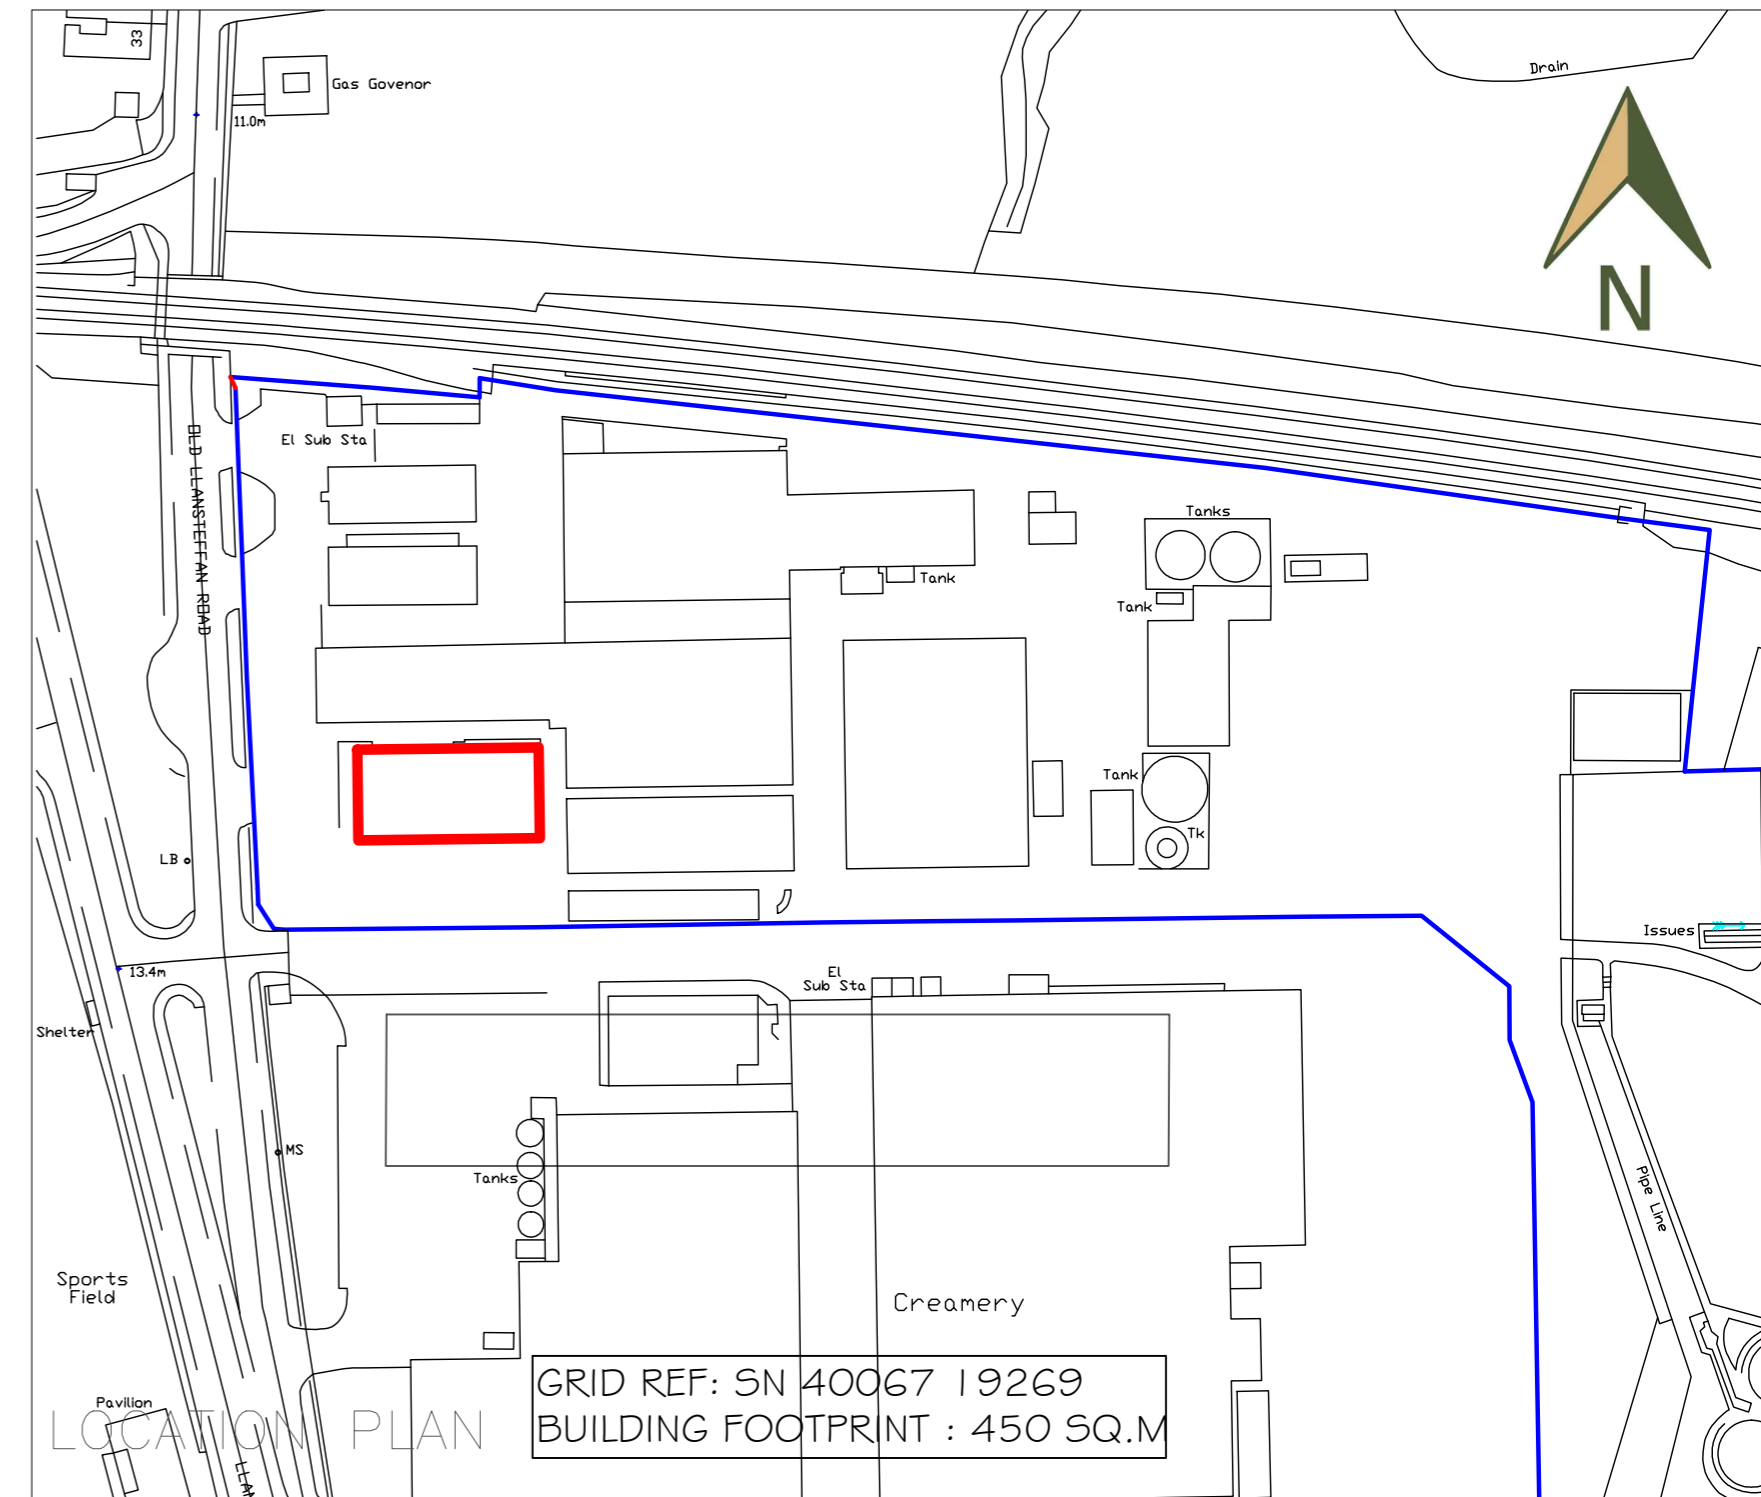 33
Gas Govenor
11.0m
Drain
N
El Sub Sta
OLD LLANSTEFFAN ROAD
Tanks
Tank
Tank
Tank
Tk
LB
13.4m
Issues
El
Sub Sta
Shelter
MS
Tanks
Pipe Line
Sports
Field
Creamery
GRID REF: SN 40067 19269
BUILDING FOOTPRINT : 450 SQ.M
Pavilion
LOCATION PLAN